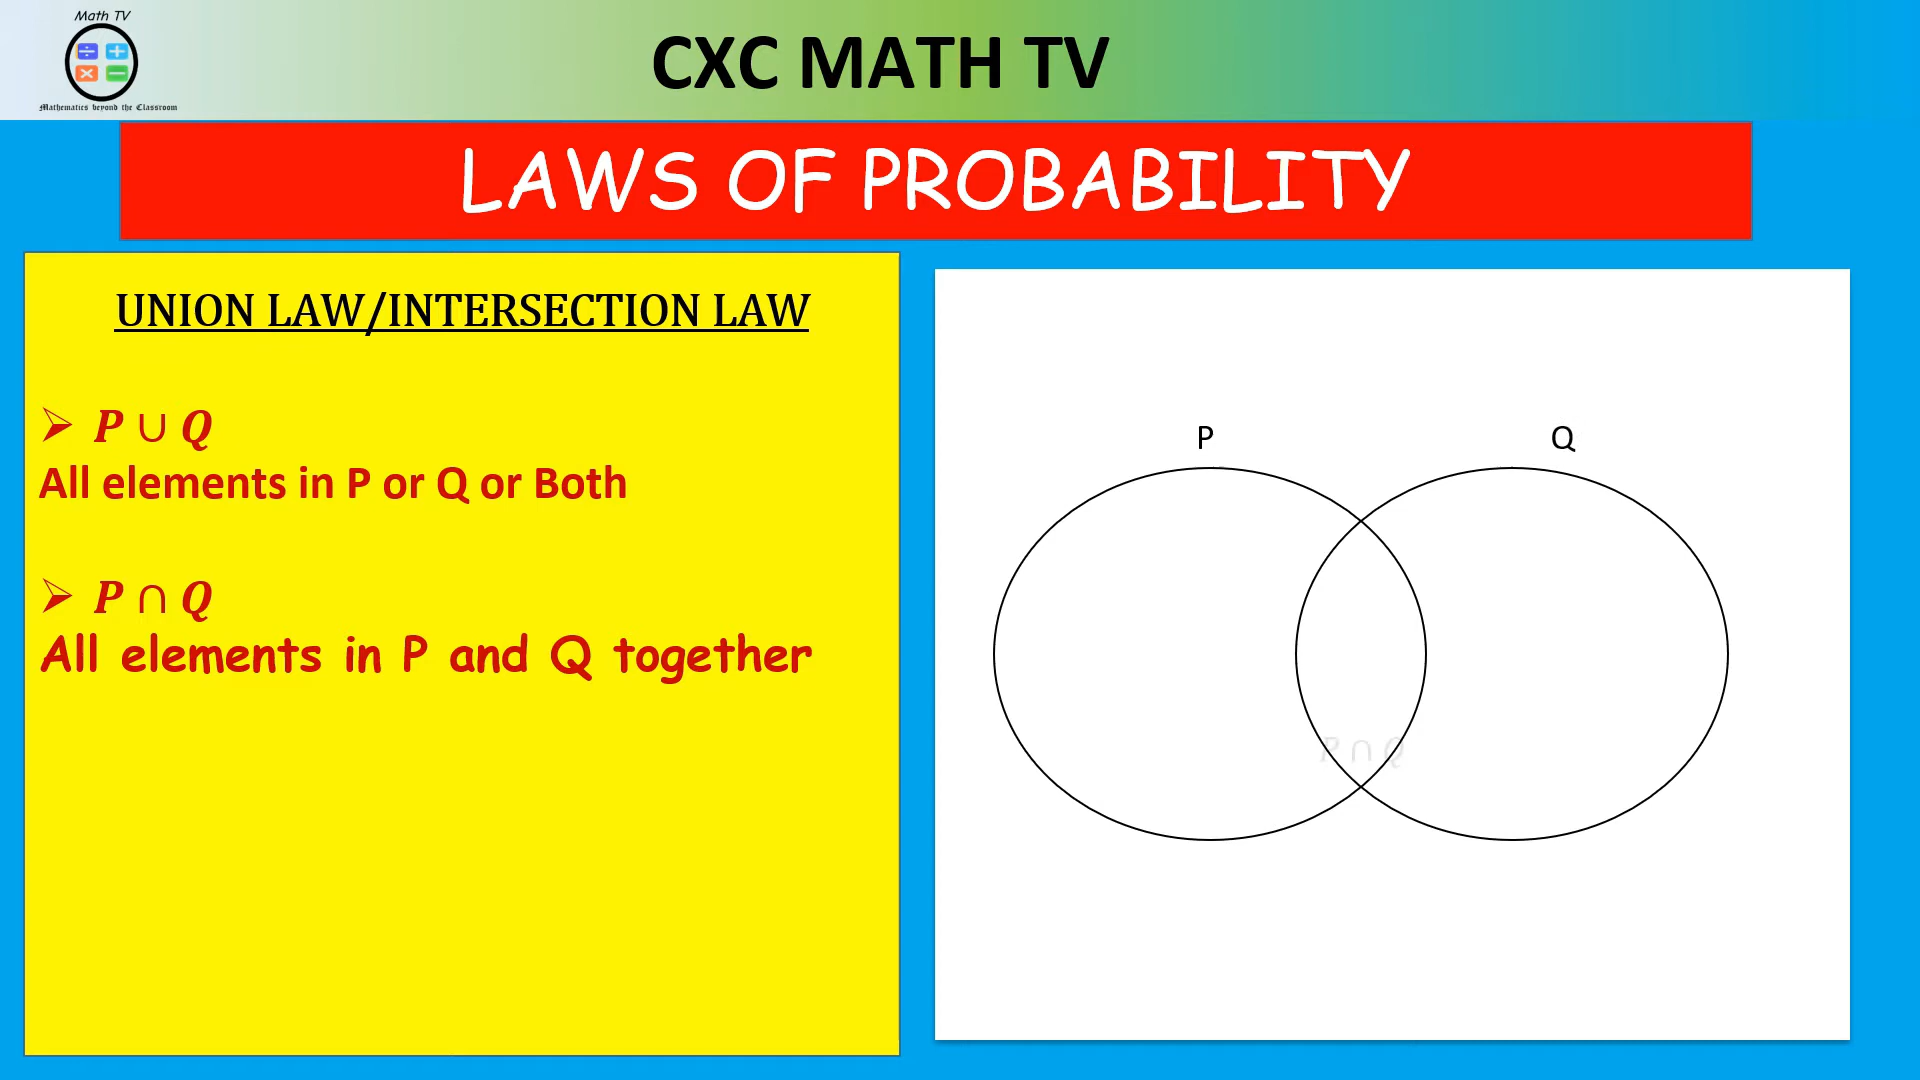 Math TV
Mathematics beyond the Classroom
CXC MATH TV
LAWS OF PROBABILITY
UNION LAW/INTERSECTION LAW
➢ P ∪ Q
All elements in P or Q or Both
➢ P ∩ Q
All elements in P and Q together
P Q
P ∩ Q